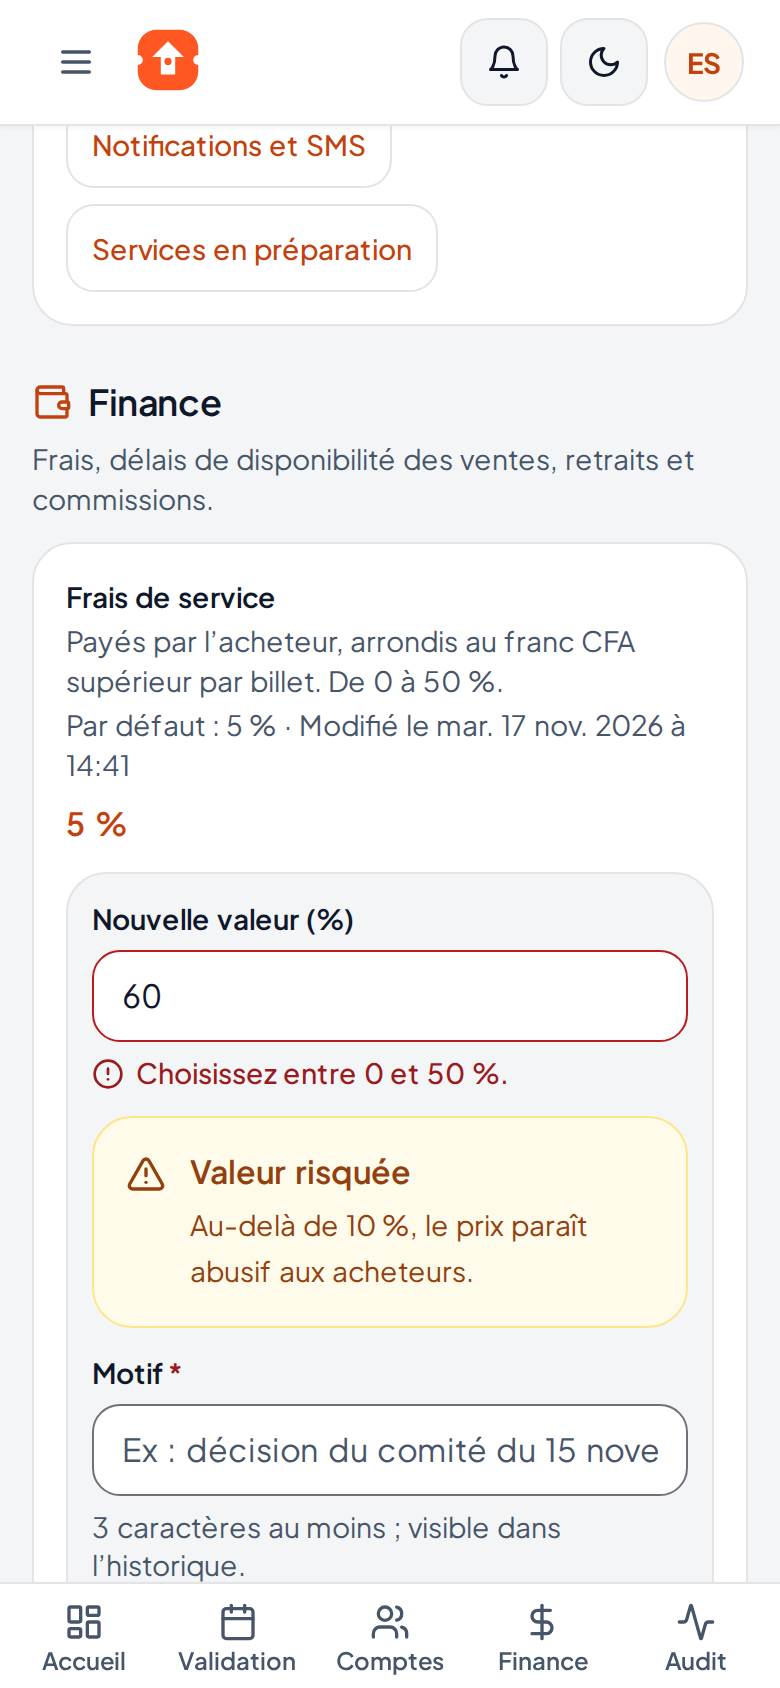 ES
Notifications et SMS
Services en préparation
Finance
Frais, délais de disponibilité des ventes, retraits et
commissions.
Frais de service
Payés par l’acheteur, arrondis au franc CFA
supérieur par billet. De 0 à 50 %.
Par défaut : 5 % · Modifié le mar. 17 nov. 2026 à
14:41
5 %
Nouvelle valeur (%)
60
Choisissez entre 0 et 50 %.
Valeur risquée
Au-delà de 10 %, le prix paraît
abusif aux acheteurs.
Motif *
Ex : décision du comité du 15 nove
3 caractères au moins ; visible dans
l’historique.
Accueil
Validation
Comptes
Finance
Audit